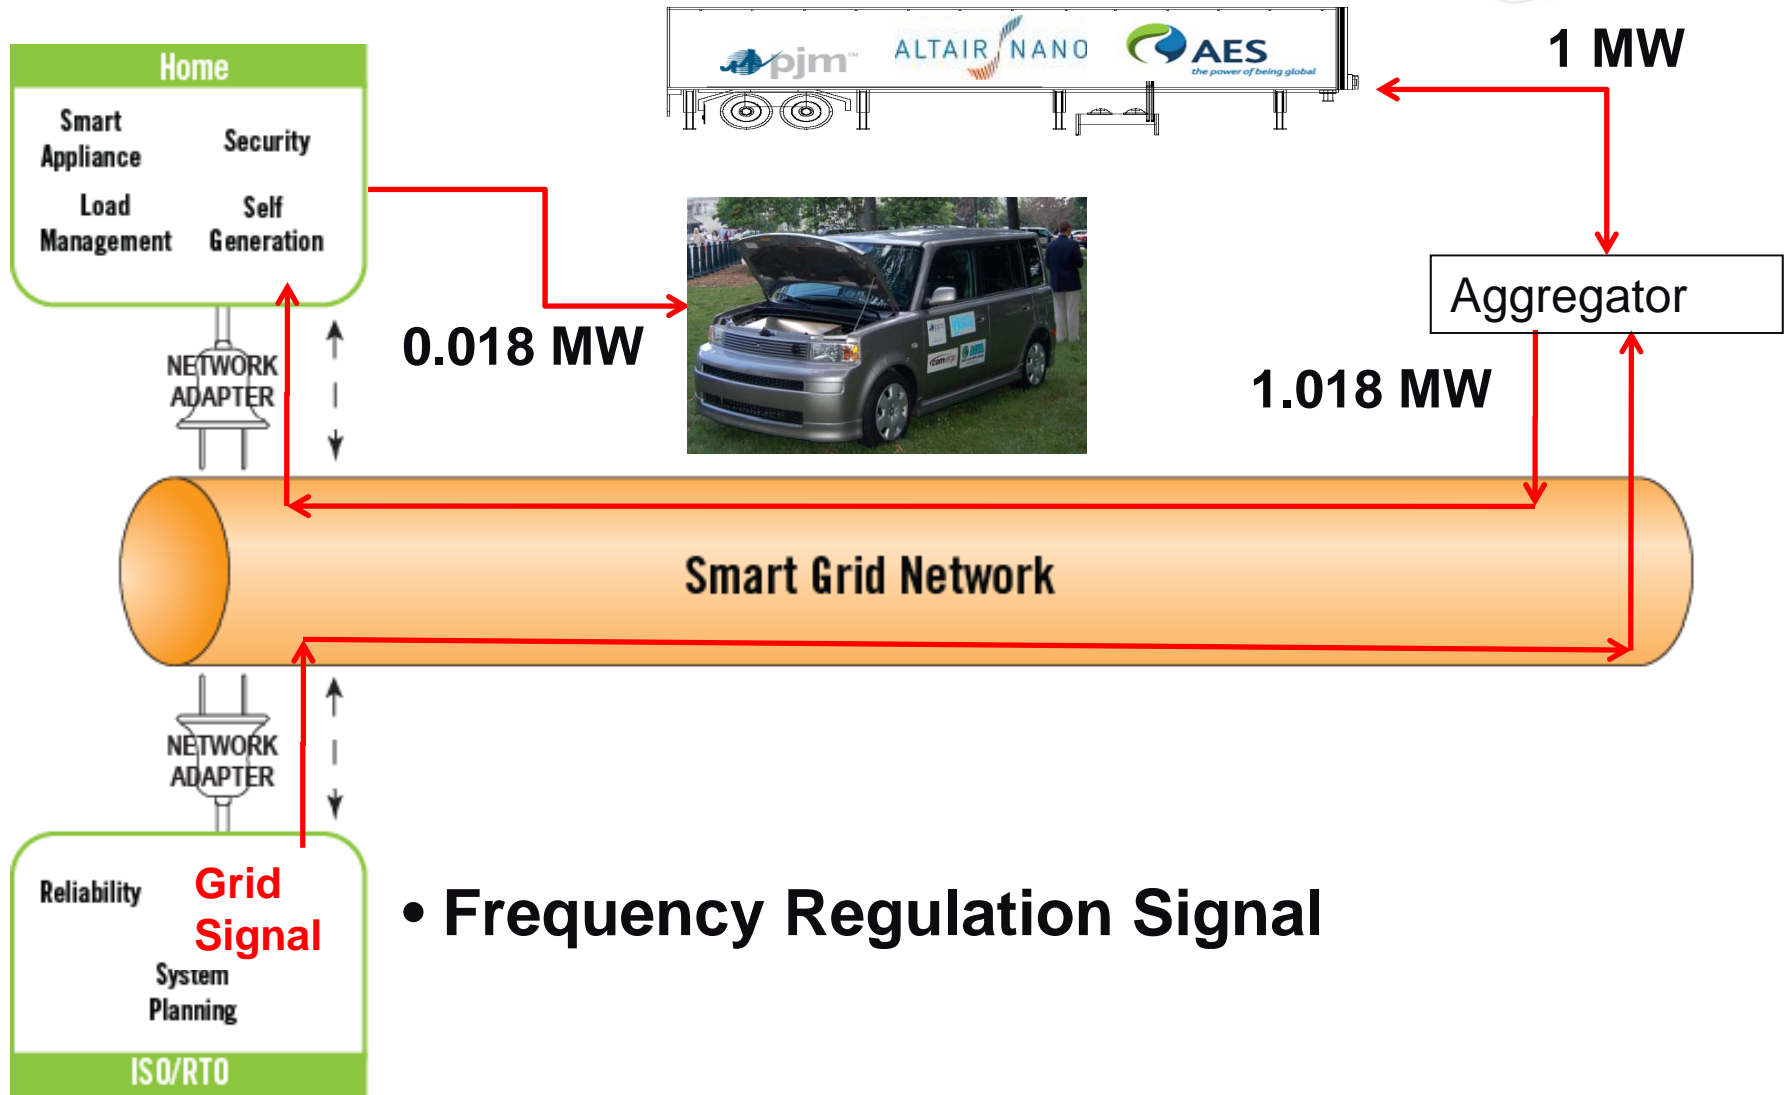 Home
Smart
Appliance
Security
Load
Management
Self
Generation
NETWORK
ADAPTER
pjm℠
ALTAIR NANO
AES
the power of being global
1 MW
0.018 MW
Aggregator
1.018 MW
Smart Grid Network
NETWORK
ADAPTER
Reliability
Grid
Signal
System
Planning
ISO/RTO
• Frequency Regulation Signal